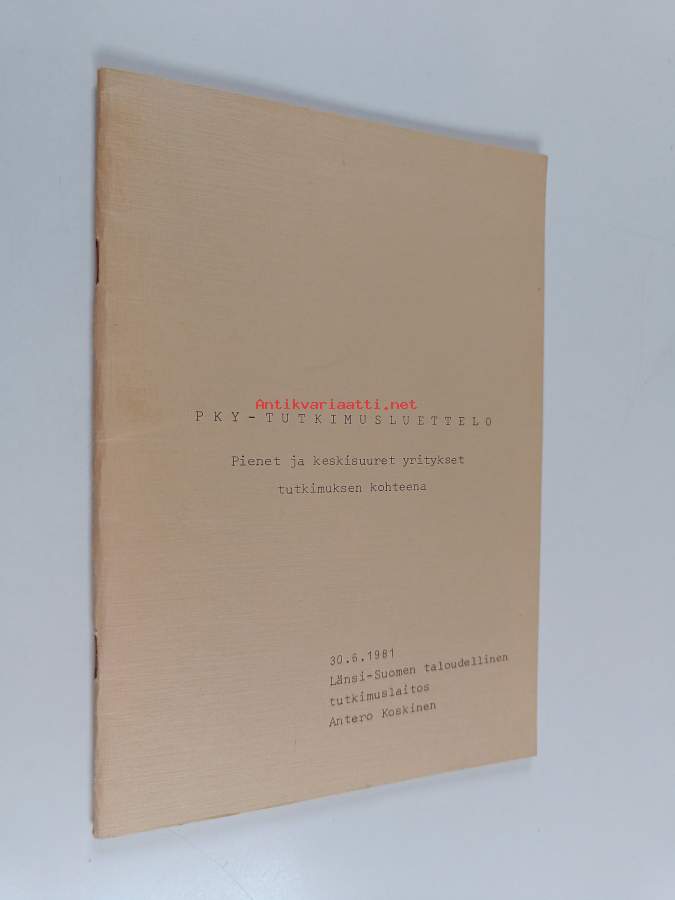 Antikvariaatti.net
PKY-TUTKIMUSLUETTELO
Pienet ja keskisuuret yritykset
tutkimuksen kohteena
30.6.1981
Länsi-Suomen taloudellinen
tutkimuslaitos
Antero Koskinen